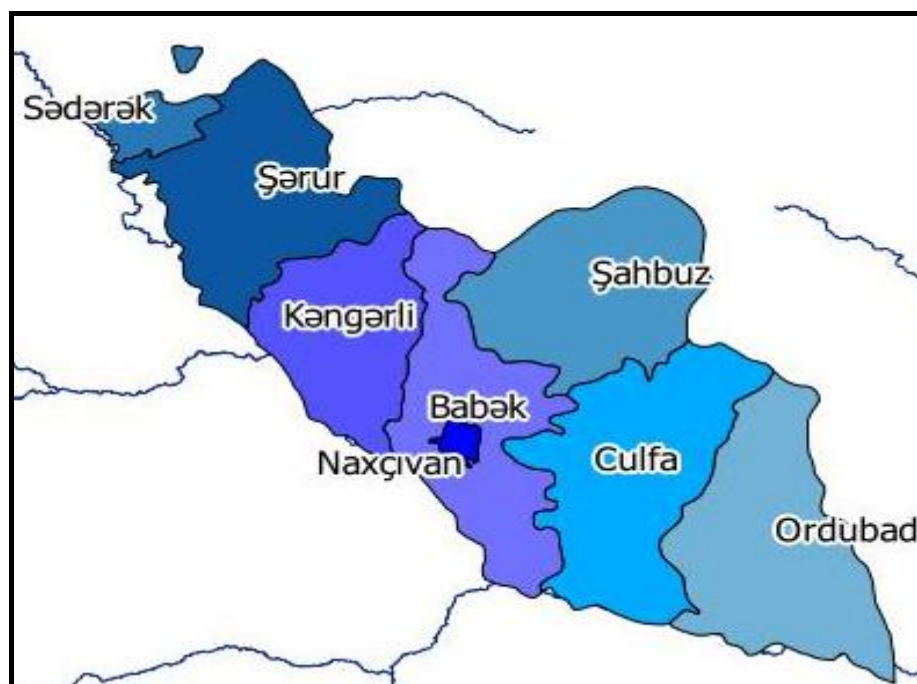 Sədərək
Şərur
Şahbuz
Kəngərli
Babək
Naxçıvan
Culfa
Ordubad